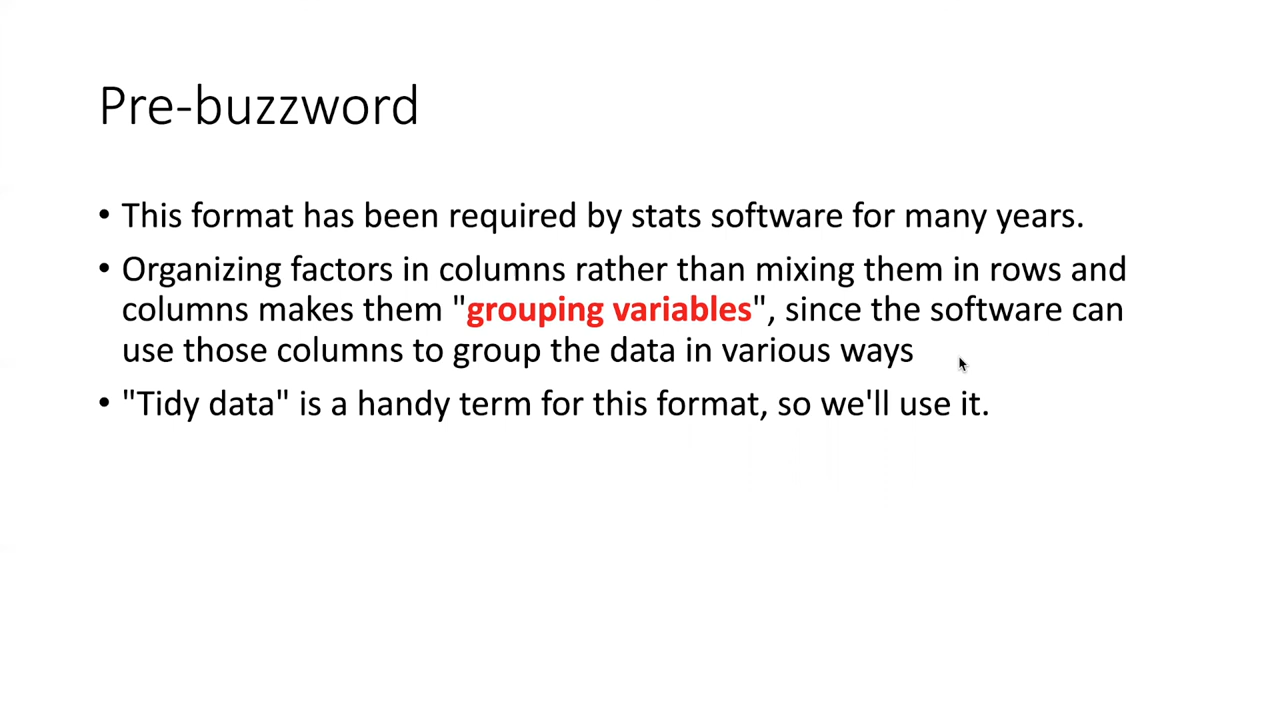 Pre-buzzword
• This format has been required by stats software for many years.
• Organizing factors in columns rather than mixing them in rows and
columns makes them "grouping variables", since the software can
use those columns to group the data in various ways
• "Tidy data" is a handy term for this format, so we'll use it.